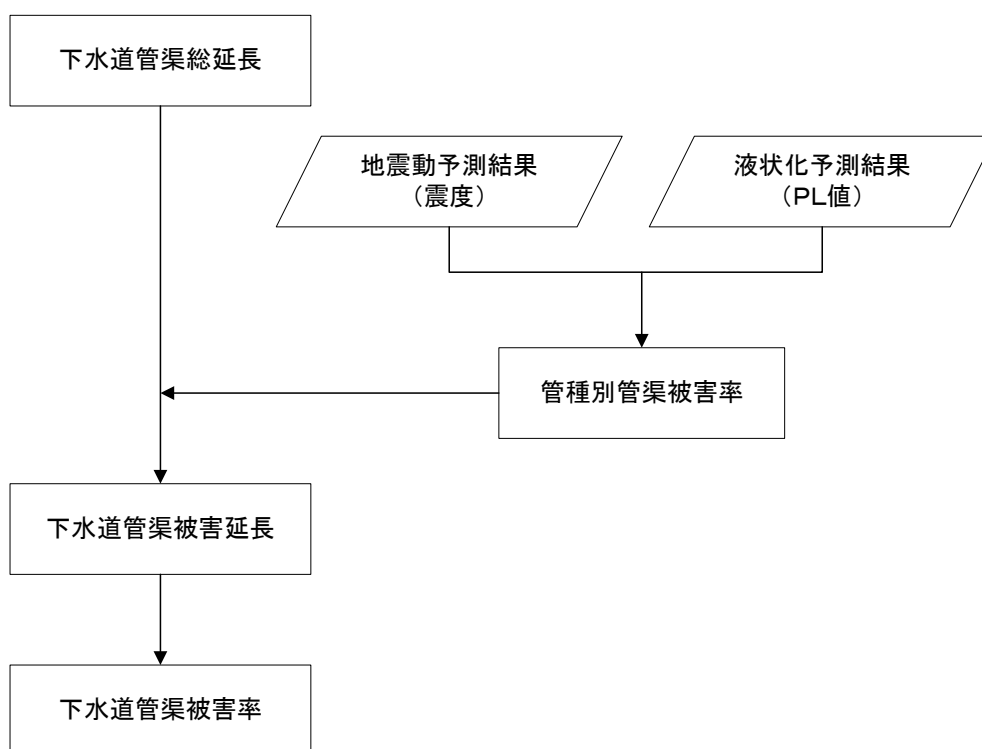 下水道管渠総延長
地震動予測結果
（震度）
液状化予測結果
（PL値）
管種別管渠被害率
下水道管渠被害延長
下水道管渠被害率